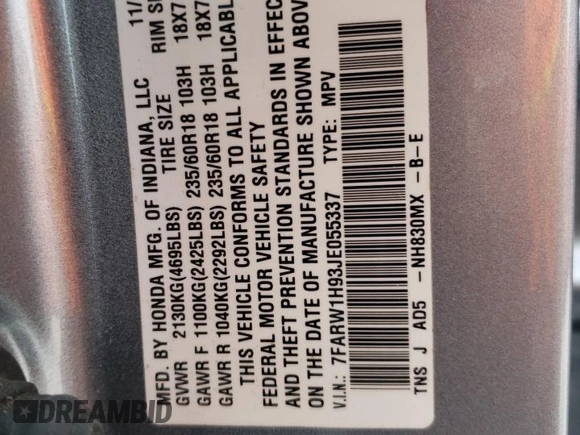 MFD. BY HONDA MFG. OF INDIANA, LLC 11/
GVWR 2130KG(4695LBS) TIRE SIZE RIM SI
GAWR F 1100KG(2425LBS) 235/60R18 103H 18X7
GAWR R 1040KG(2292LBS) 235/60R18 103H 18X7
THIS VEHICLE CONFORMS TO ALL APPLICABL
FEDERAL MOTOR VEHICLE SAFETY
AND THEFT PREVENTION STANDARDS IN EFFEC
ON THE DATE OF MANUFACTURE SHOWN ABOV
V.I.N.: 7FARW1H93JE055337 TYPE: MPV
TNS J AD5 -NH830MX -B-E
DREAMBID